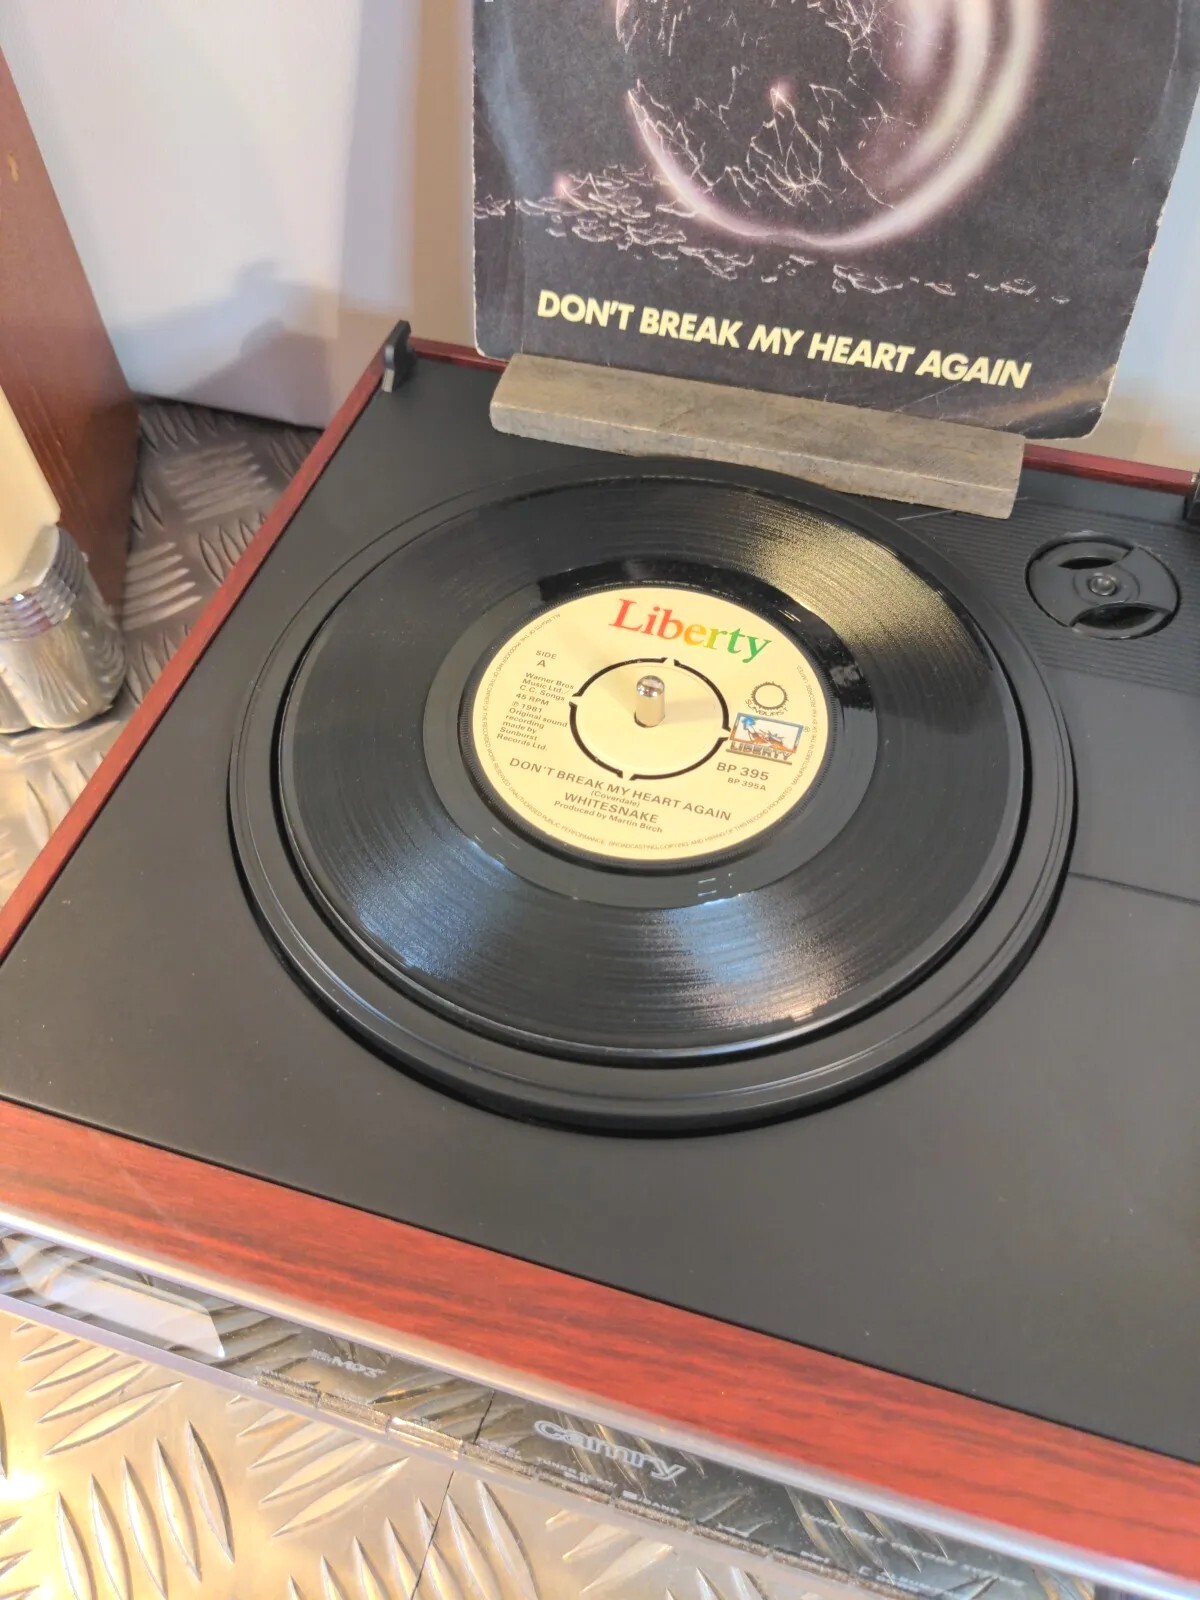 DON'T BREAK MY HEART AGAIN
Liberty
SIDE
A
Warner Bros
Music Ltd./
C.C. Songs
45 RPM
℗ 1981
Original sound
recording
made by
Sunburst
Records Ltd.
SUNBURST
LIBERTY
BP 395
BP 395A
DON'T BREAK MY HEART AGAIN
(Coverdale)
WHITESNAKE
Produced by Martin Birch
MP3
camry